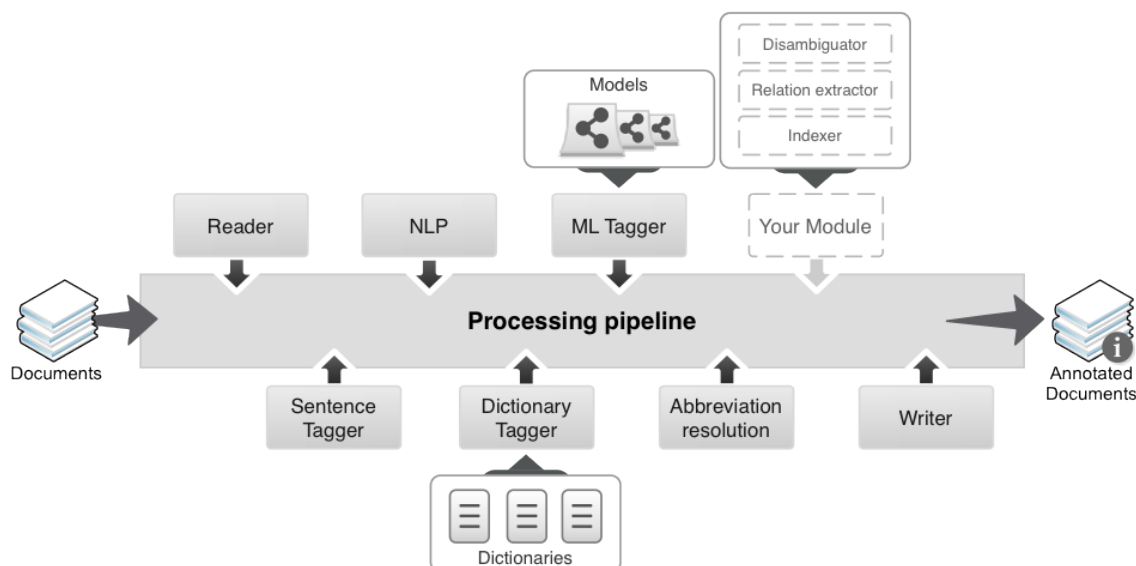 Disambiguator
Models
Relation extractor
Indexer
Reader
NLP
ML Tagger
Your Module
Processing pipeline
Documents
Annotated
Documents
Sentence
Tagger
Dictionary
Tagger
Abbreviation
resolution
Writer
Dictionaries